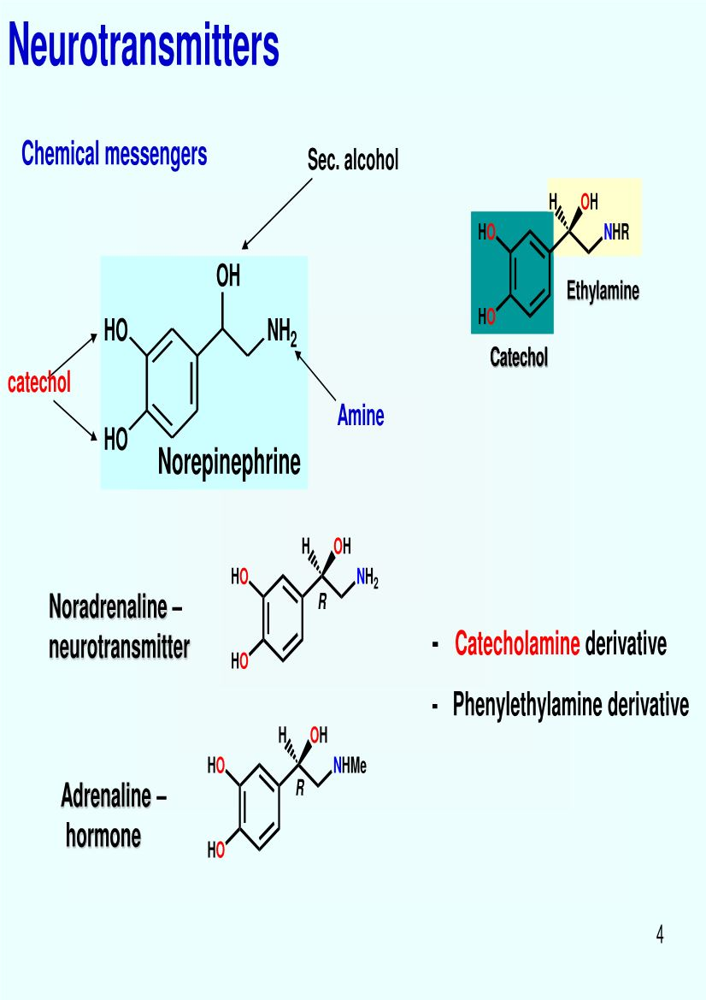 Neurotransmitters
Chemical messengers
Sec. alcohol
OH
HO
NH2
catechol
HO
Amine
Norepinephrine
H
OH
HO
NHR
Ethylamine
HO
Catechol
H
OH
HO
NH2
R
Noradrenaline –
neurotransmitter
HO
- Catecholamine derivative
- Phenylethylamine derivative
H
OH
HO
NHMe
R
Adrenaline –
hormone
HO
4